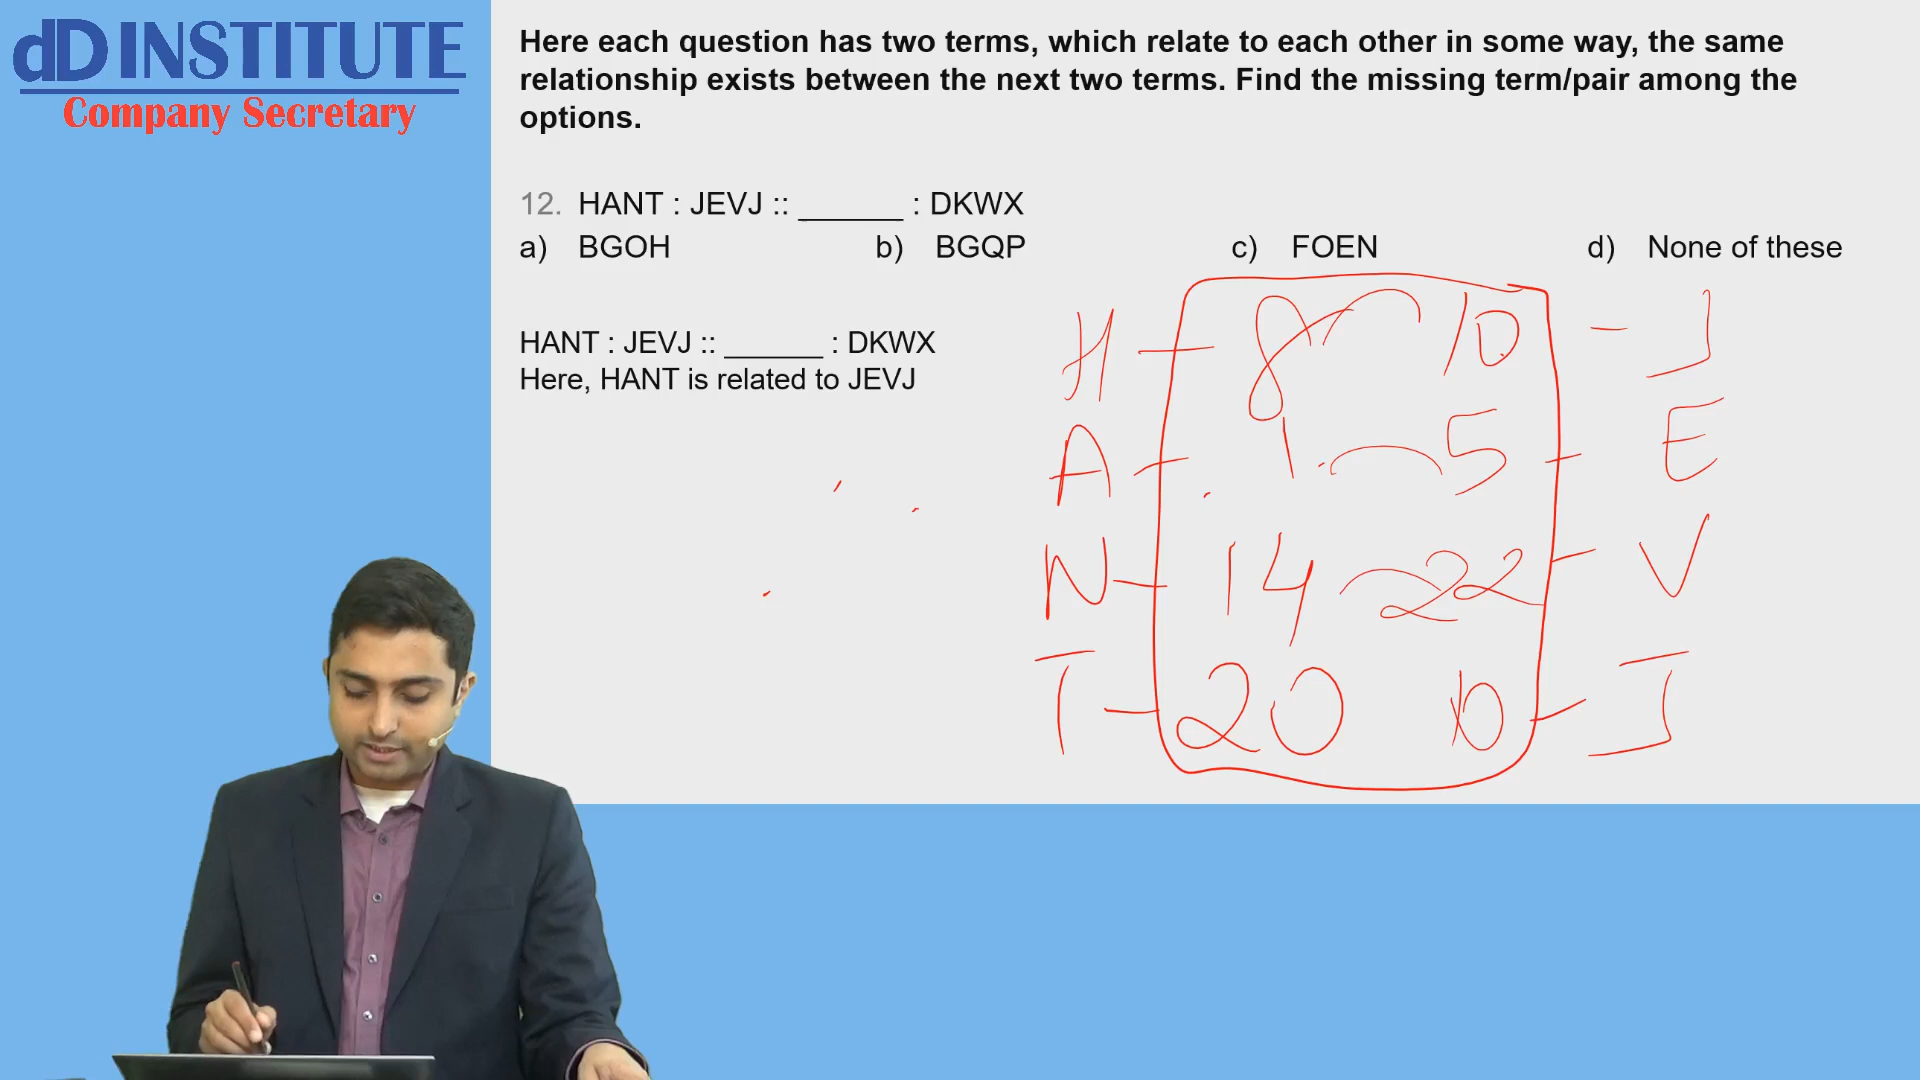 dD INSTITUTE
Company Secretary
Here each question has two terms, which relate to each other in some way, the same
relationship exists between the next two terms. Find the missing term/pair among the
options.
12. HANT : JEVJ :: ______ : DKWX
a) BGOH b) BGQP c) FOEN d) None of these
HANT : JEVJ :: ______ : DKWX
Here, HANT is related to JEVJ
H - 8 10 - J
A - 1 5 - E
N - 14 22 - V
T - 20 10 - J